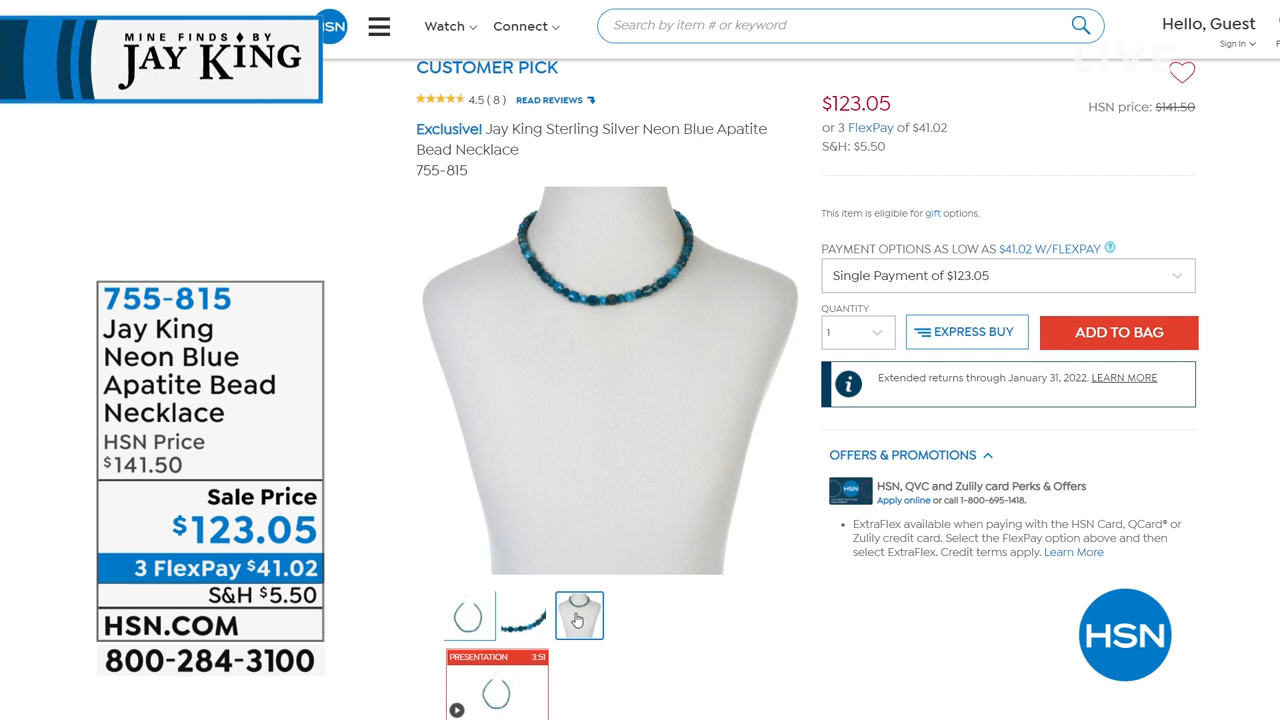 MINE FINDS BY
JAY KING
HSN
Watch
Connect
Search by item # or keyword
Hello, Guest
Sign In
LIVE
CUSTOMER PICK
4.5 ( 8 ) READ REVIEWS
Exclusive! Jay King Sterling Silver Neon Blue Apatite
Bead Necklace
755-815
$123.05
HSN price: $141.50
or 3 FlexPay of $41.02
S&H: $5.50
This item is eligible for gift options.
PAYMENT OPTIONS AS LOW AS $41.02 W/FLEXPAY ?
Single Payment of $123.05
QUANTITY
1
EXPRESS BUY
ADD TO BAG
i
Extended returns through January 31, 2022. LEARN MORE
OFFERS & PROMOTIONS
HSN
HSN, QVC and Zulily card Perks & Offers
Apply online or call 1-800-695-1418.
• ExtraFlex available when paying with the HSN Card, QCard® or
Zulily credit card. Select the FlexPay option above and then
select ExtraFlex. Credit terms apply. Learn More
755-815
Jay King
Neon Blue
Apatite Bead
Necklace
HSN Price
$141.50
Sale Price
$123.05
3 FlexPay $41.02
S&H $5.50
HSN.COM
800-284-3100
PRESENTATION 3:51
HSN